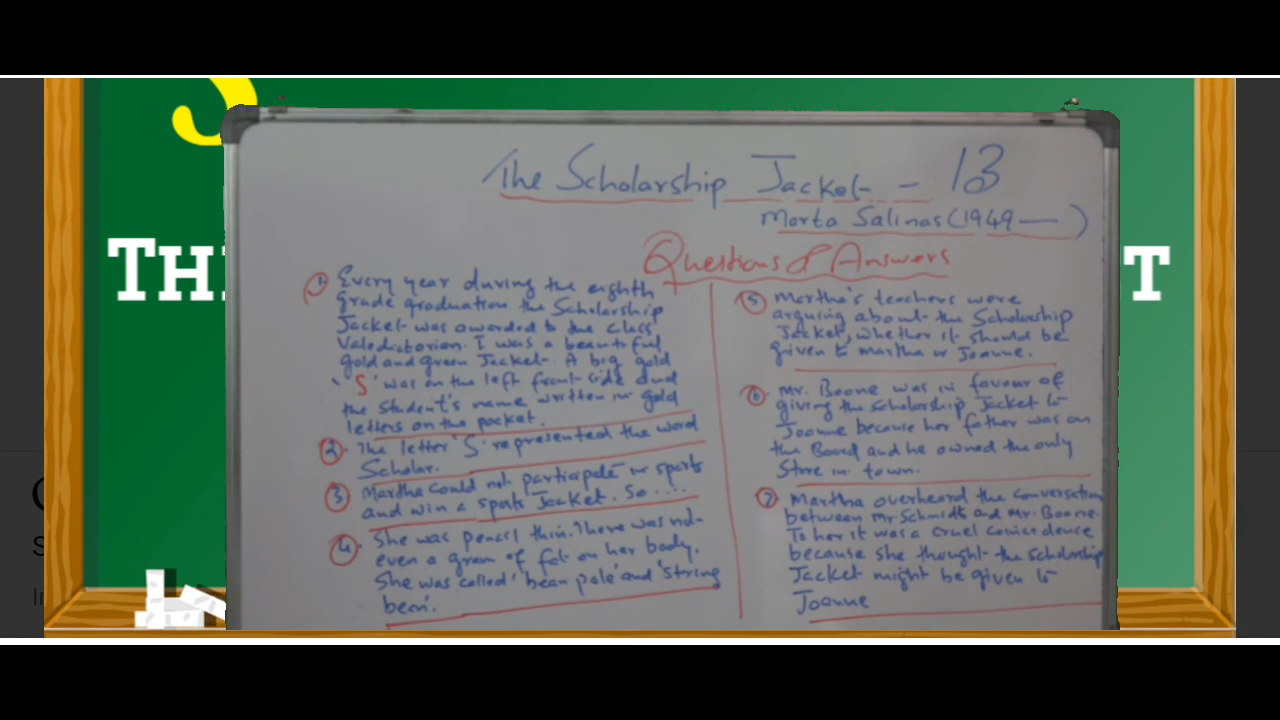 The Scholarship Jacket - 13
Marta Salinas (1949 — )
Questions & Answers
① Every year during the eighth
grade graduation the Scholarship
Jacket was awarded to the class
Valedictorian. I was a beautiful
gold and green Jacket. A big gold
'S' was on the left front side and
the student's name written in gold
letters on the pocket.
②. The letter 'S' represented the word
Scholar.
③ Martha could not participate in sports
and win a sports Jacket. So ....
④. She was pencil thin. There was not
even a gram of fat on her body.
She was called 'bean pole' and 'string
bean'.
⑤ Martha's teachers were
arguing about the Scholarship
Jacket, whether it should be
given to Martha or Joanne.
⑥. Mr. Boone was in favour of
giving the scholarship Jacket to
Joanne because her father was on
the Board and he owned the only
Store in town.
⑦ Martha overheard the conversation
between Mr Schmidt and Mr. Boone.
To her it was a cruel coincidence
because she thought the scholarship
Jacket might be given to
Joanne
TH
T